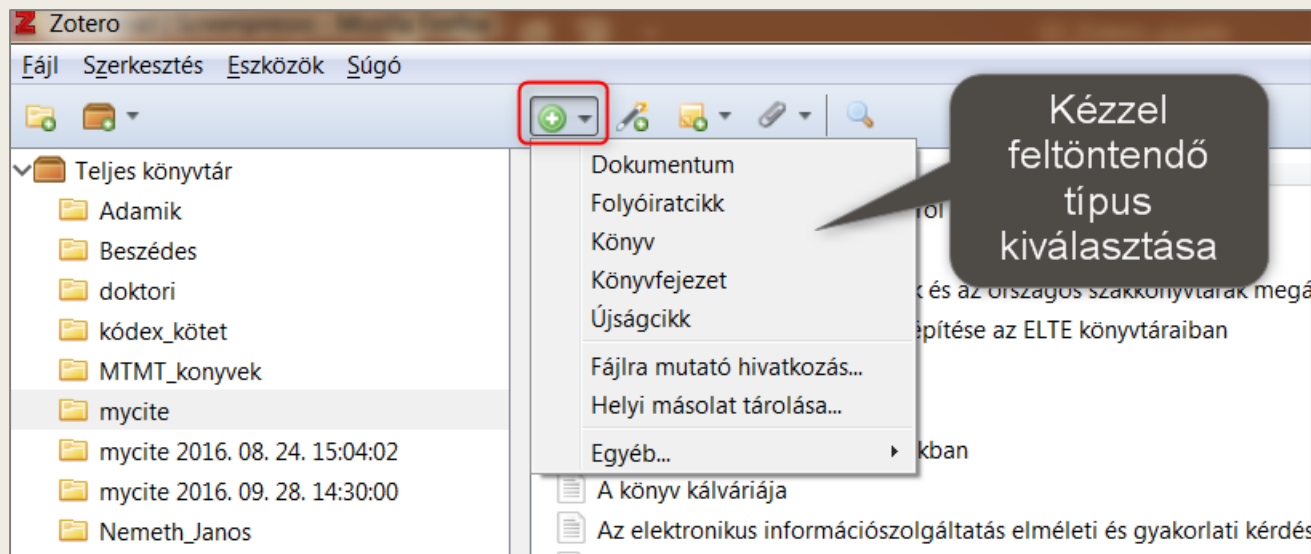 Zotero
Fájl Szerkesztés Eszközök Súgó
Teljes könyvtár
Adamik
Beszédes
doktori
kódex_kötet
MTMT_konyvek
mycite
mycite 2016. 08. 24. 15:04:02
mycite 2016. 09. 28. 14:30:00
Nemeth_Janos
Dokumentum
Folyóiratcikk
Könyv
Könyvfejezet
Újságcikk
Fájlra mutató hivatkozás...
Helyi másolat tárolása...
Egyéb...
Kézzel
feltöntendő
típus
kiválasztása
és az országos szakkönyvtárak
építése az ELTE könyvtáraiban
A könyv kálváriája
Az elektronikus információszolgáltatás elméleti és gyakorlati